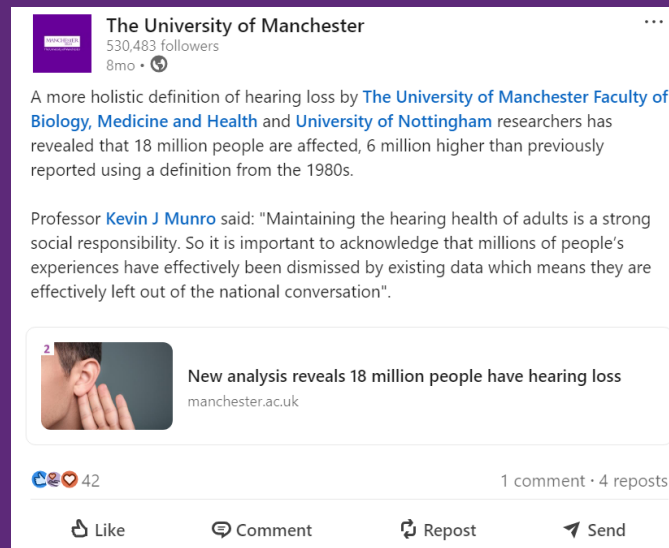 MANCHESTER
The University of Manchester
530,483 followers
8mo •
A more holistic definition of hearing loss by The University of Manchester Faculty of
Biology, Medicine and Health and University of Nottingham researchers has
revealed that 18 million people are affected, 6 million higher than previously
reported using a definition from the 1980s.
Professor Kevin J Munro said: "Maintaining the hearing health of adults is a strong
social responsibility. So it is important to acknowledge that millions of people’s
experiences have effectively been dismissed by existing data which means they are
effectively left out of the national conversation".
2
New analysis reveals 18 million people have hearing loss
manchester.ac.uk
42
1 comment · 4 reposts
Like Comment Repost Send